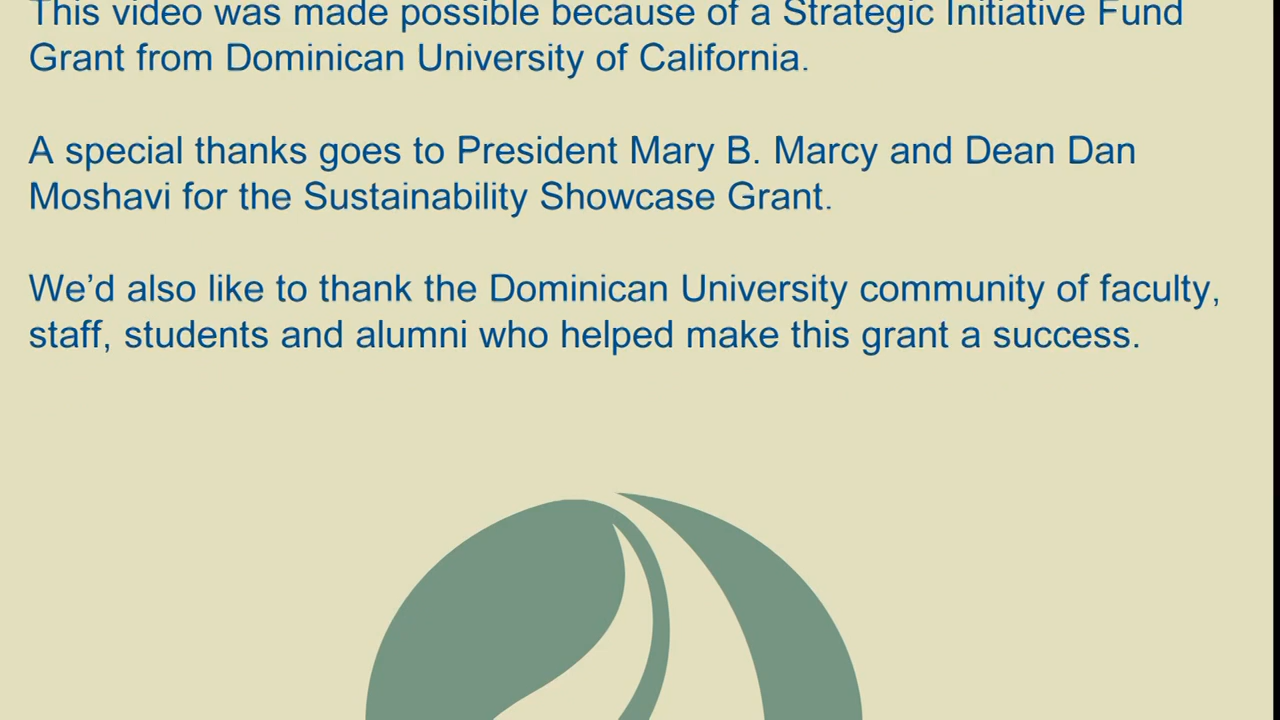 This video was made possible because of a Strategic Initiative Fund
Grant from Dominican University of California.
A special thanks goes to President Mary B. Marcy and Dean Dan
Moshavi for the Sustainability Showcase Grant.
We’d also like to thank the Dominican University community of faculty,
staff, students and alumni who helped make this grant a success.